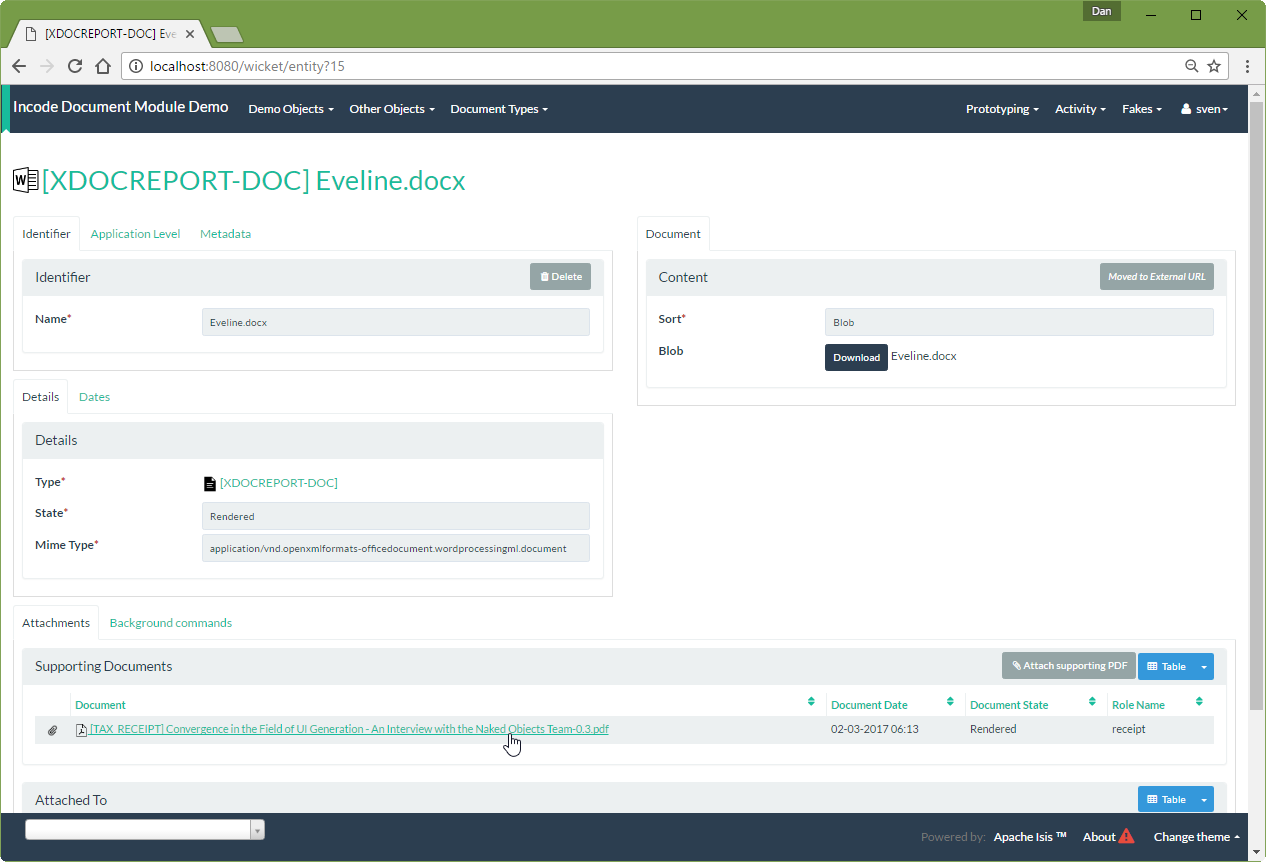 Dan
[XDOCREPORT-DOC] Eve
localhost:8080/wicket/entity?15
Incode Document Module Demo Demo Objects Other Objects Document Types Prototyping Activity Fakes sven
[XDOCREPORT-DOC] Eveline.docx
Identifier Application Level Metadata
Identifier Delete
Name* Eveline.docx
Document
Content Moved to External URL
Sort* Blob
Blob Download Eveline.docx
Details Dates
Details
Type* [XDOCREPORT-DOC]
State* Rendered
Mime Type* application/vnd.openxmlformats-officedocument.wordprocessingml.document
Attachments Background commands
Supporting Documents Attach supporting PDF Table
Document Document Date Document State Role Name
[TAX_RECEIPT] Convergence in the Field of UI Generation - An Interview with the Naked Objects Team-0.3.pdf 02-03-2017 06:13 Rendered receipt
Attached To Table
Powered by: Apache Isis ™ About Change theme